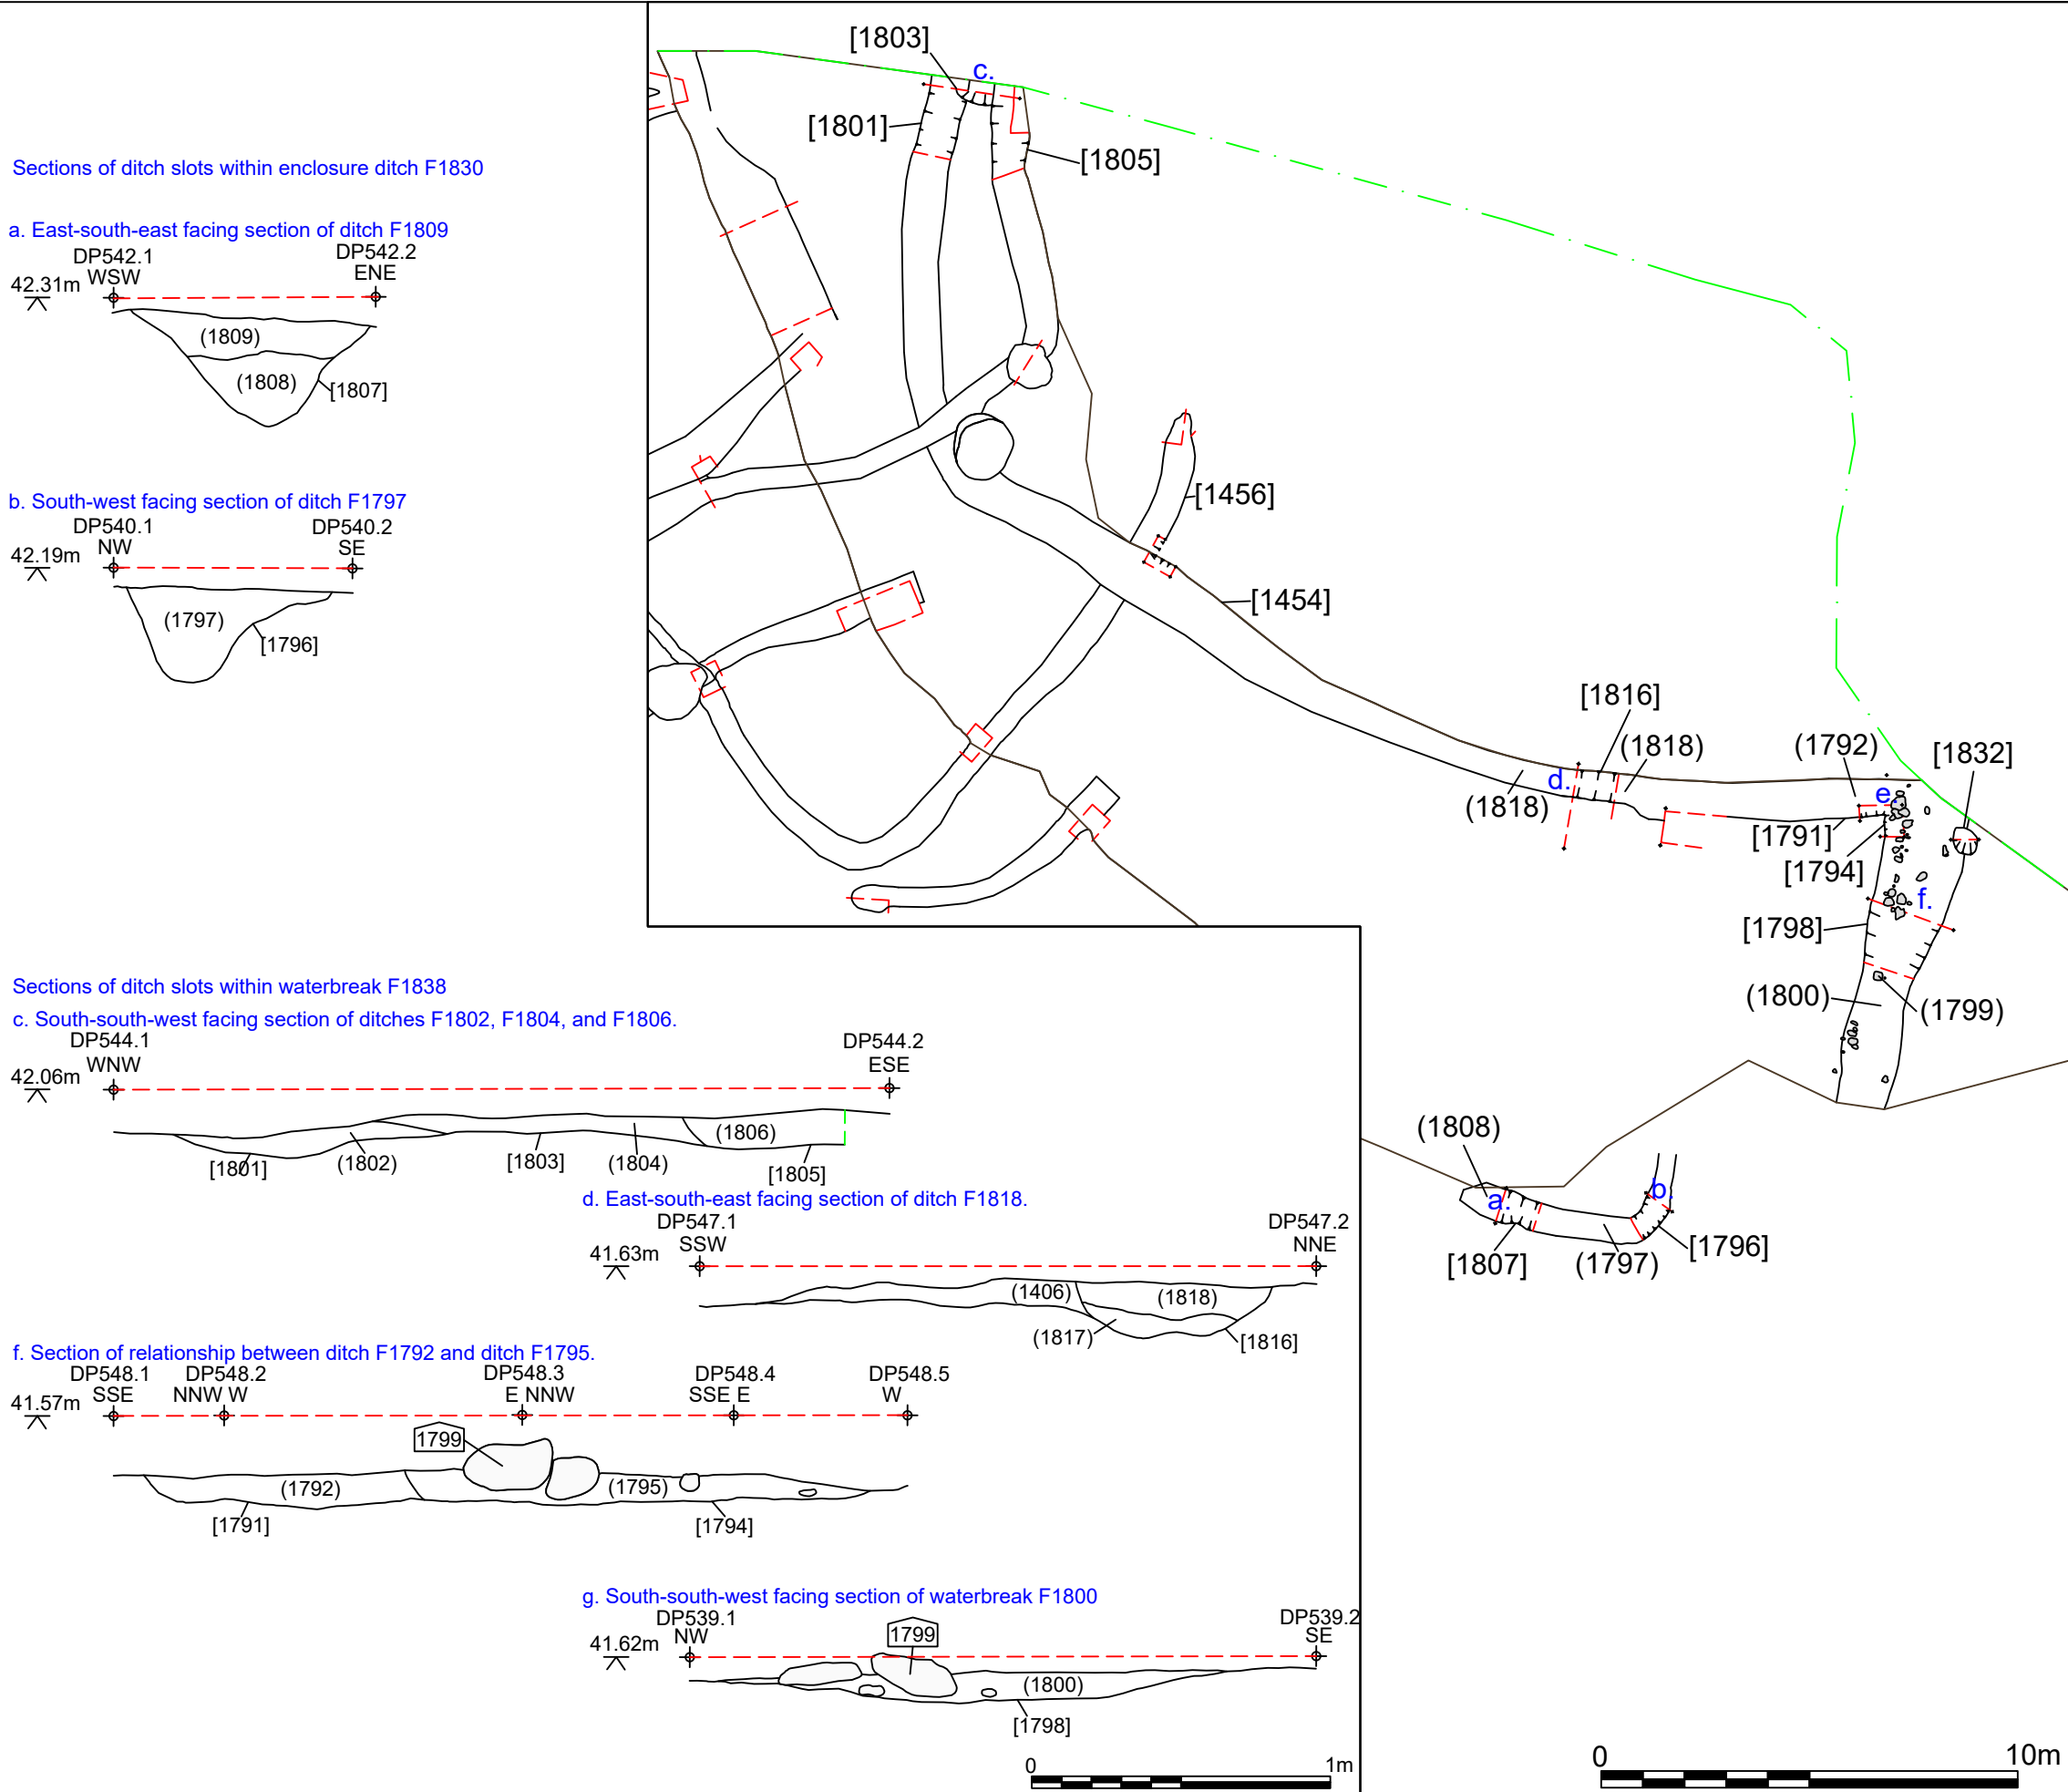 Sections of ditch slots within enclosure ditch F1830
a. East-south-east facing section of ditch F1809
DP542.1
WSW
DP542.2
ENE
42.31m
(1809)
(1808)
[1807]
b. South-west facing section of ditch F1797
DP540.1
NW
DP540.2
SE
42.19m
(1797)
[1796]
Sections of ditch slots within waterbreak F1838
c. South-south-west facing section of ditches F1802, F1804, and F1806.
DP544.1
WNW
DP544.2
ESE
42.06m
[1801]
(1802)
[1803]
(1804)
(1806)
[1805]
d. East-south-east facing section of ditch F1818.
DP547.1
SSW
DP547.2
NNE
41.63m
(1406)
(1818)
(1817)
[1816]
f. Section of relationship between ditch F1792 and ditch F1795.
DP548.1
SSE
DP548.2
NNW W
DP548.3
E NNW
DP548.4
SSE E
DP548.5
W
41.57m
1799
(1792)
(1795)
[1791]
[1794]
g. South-south-west facing section of waterbreak F1800
DP539.1
NW
DP539.2
SE
41.62m
1799
(1800)
[1798]
0 1m
[1803]
c.
[1801]
[1805]
[1456]
[1454]
[1816]
(1818)
d.
(1818)
(1792)
[1832]
e.
[1791]
[1794]
f.
[1798]
(1800)
(1799)
(1808)
a.
b.
[1807]
(1797)
[1796]
0 10m